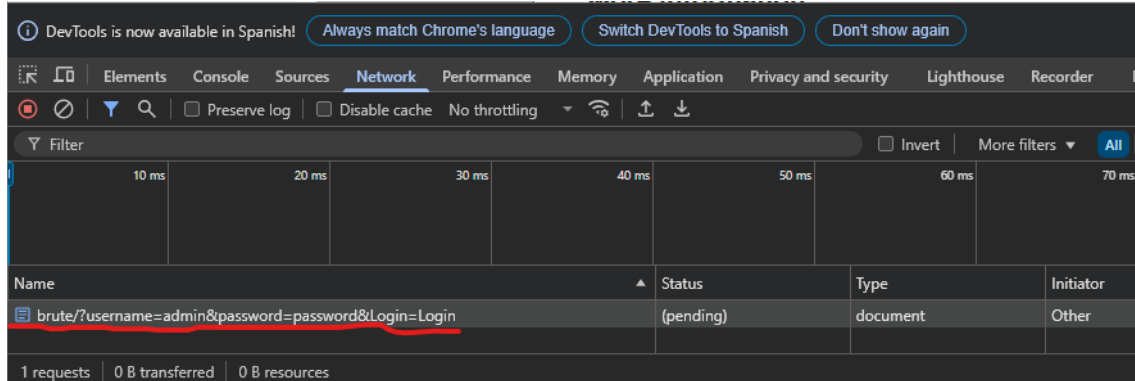 DevTools is now available in Spanish! Always match Chrome's language Switch DevTools to Spanish Don't show again
Elements Console Sources Network Performance Memory Application Privacy and security Lighthouse Recorder
Preserve log Disable cache No throttling
Filter Invert More filters All
10 ms 20 ms 30 ms 40 ms 50 ms 60 ms 70 ms
Name Status Type Initiator
brute/?username=admin&password=password&Login=Login (pending) document Other
1 requests 0 B transferred 0 B resources